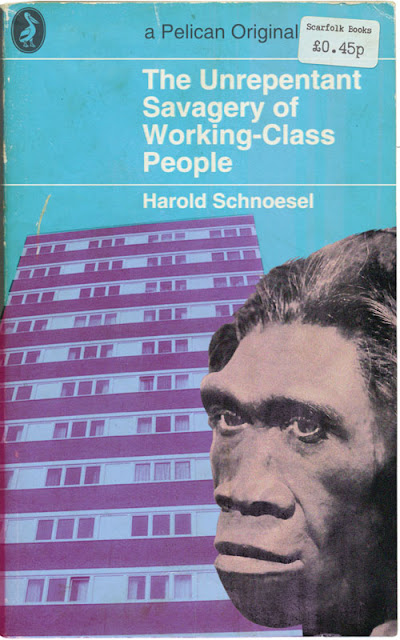 a Pelican Original
Scarfolk Books
£0.45p
The Unrepentant
Savagery of
Working-Class
People
Harold Schnoesel